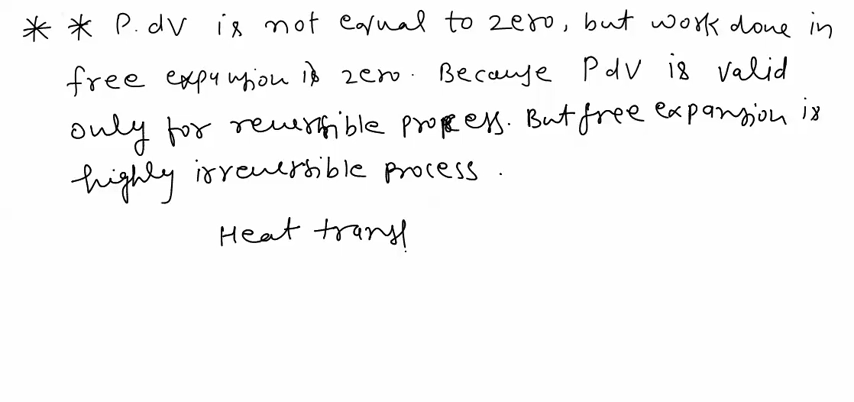 * * P.dV is not equal to zero, but work done in
free expansion is zero. Because PdV is valid
only for reversible process. But free expansion is
highly irreversible process.
Heat transf